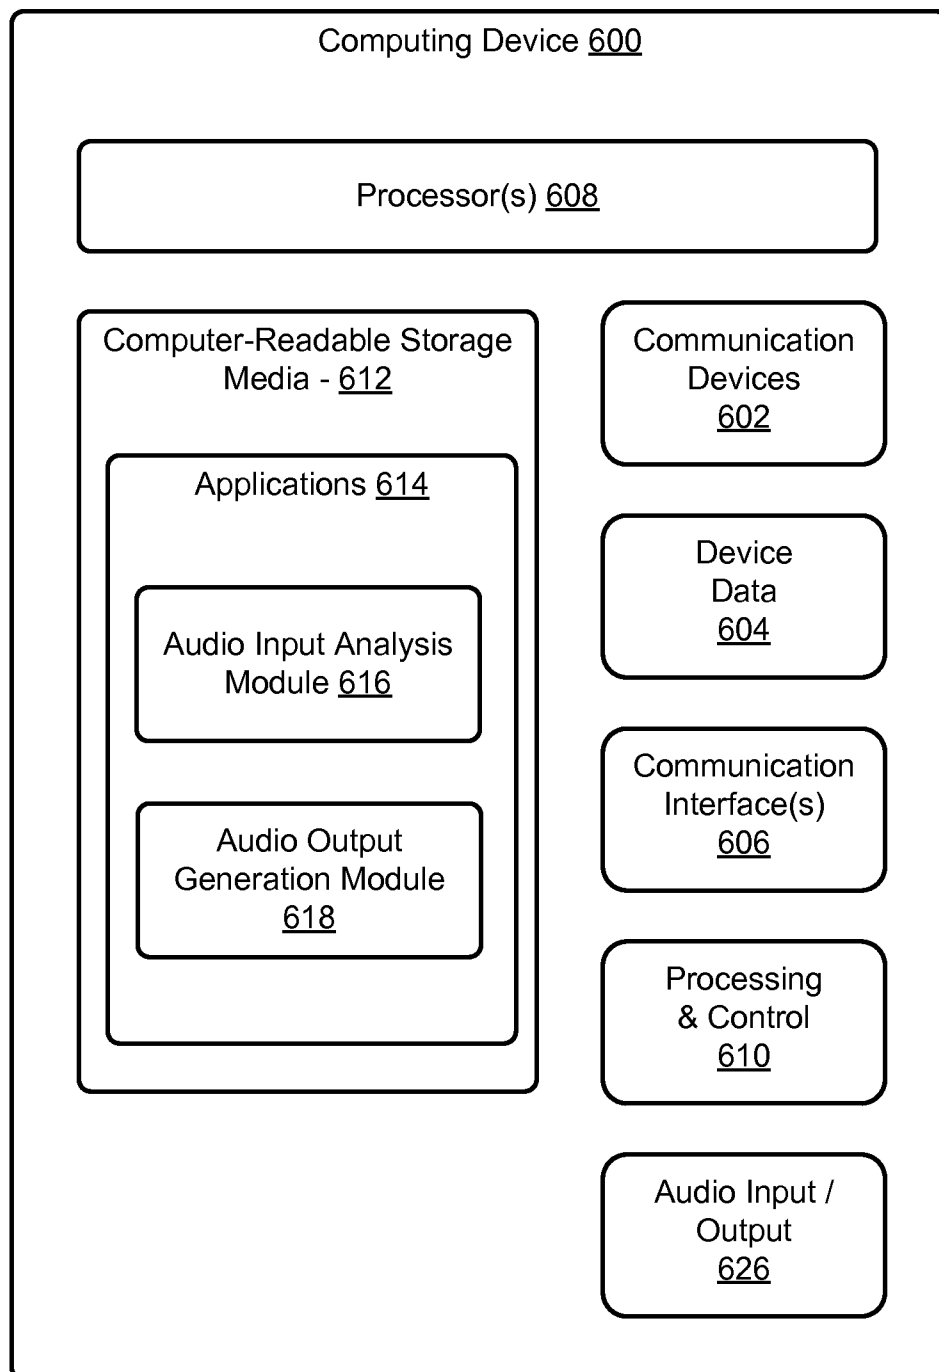 Computing Device 600
Processor(s) 608
Computer-Readable Storage
Media - 612
Applications 614
Audio Input Analysis
Module 616
Audio Output
Generation Module
618
Communication
Devices
602
Device
Data
604
Communication
Interface(s)
606
Processing
& Control
610
Audio Input /
Output
626